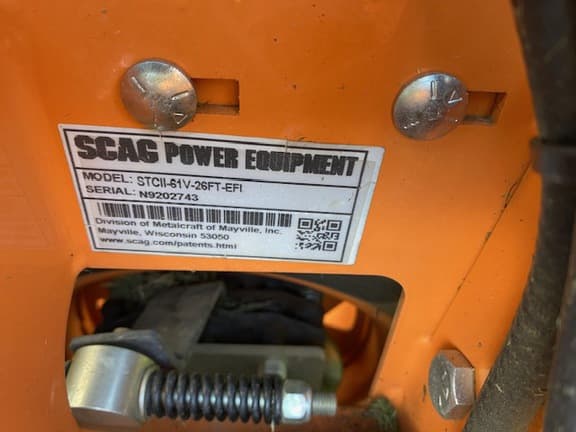 SCAG POWER EQUIPMENT
MODEL: STCII-61V-26FT-EFI
SERIAL: N9202743
Division of Metalcraft of Mayville, Inc.
Mayville, Wisconsin 53050
www.scag.com/patents.html